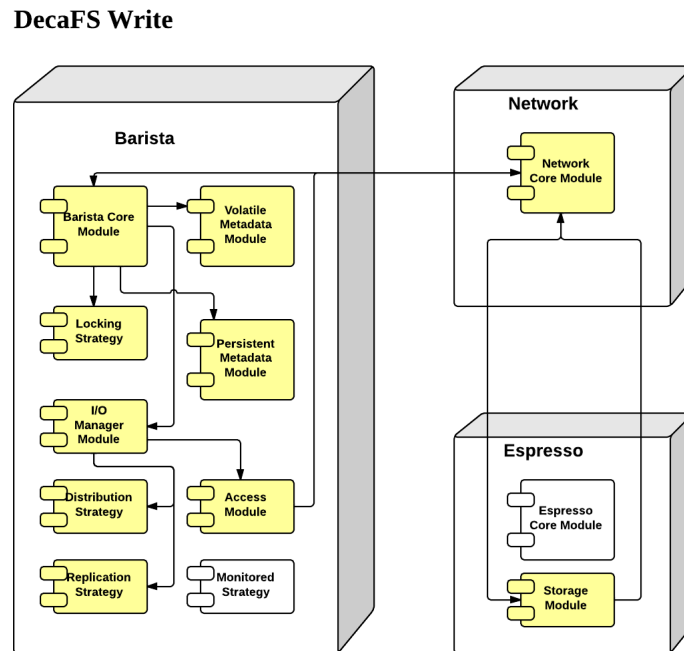 DecaFS Write
Barista
Barista Core
Module
Volatile
Metadata
Module
Locking
Strategy
Persistent
Metadata
Module
I/O
Manager
Module
Distribution
Strategy
Access
Module
Replication
Strategy
Monitored
Strategy
Network
Network
Core Module
Espresso
Espresso
Core Module
Storage
Module